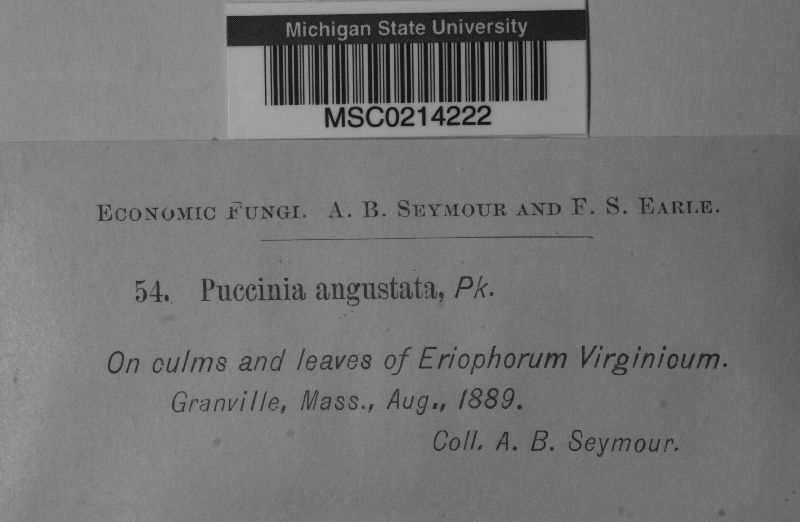 Michigan State University
MSC0214222
Economic Fungi. A. B. Seymour and F. S. Earle.
54. Puccinia angustata, Pk.
On culms and leaves of Eriophorum Virginicum.
Granville, Mass., Aug., 1889.
Coll. A. B. Seymour.